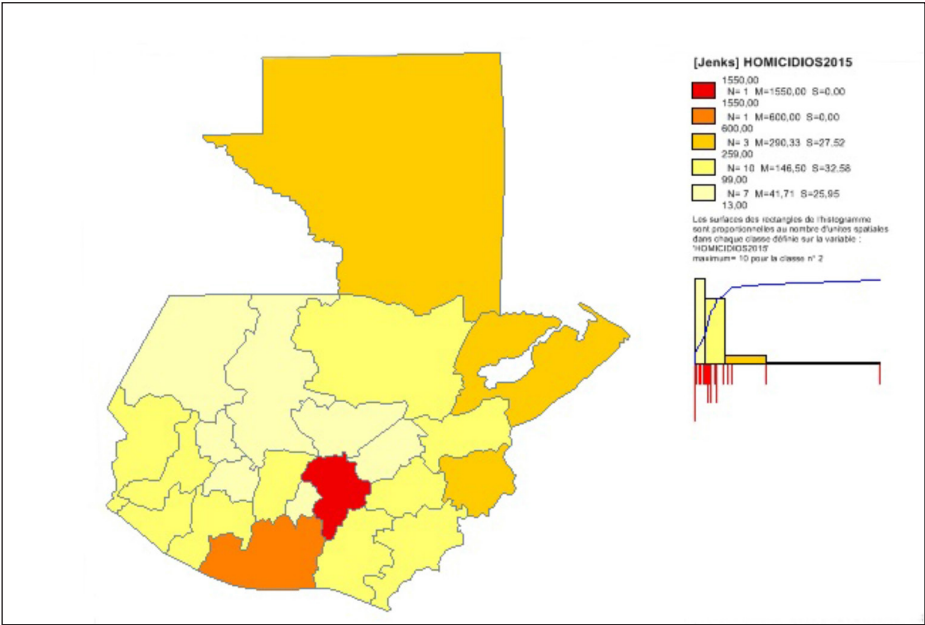 [Jenks] HOMICIDIOS2015
1550,00
N= 1 M=1550,00 S=0,00
1550,00
N= 1 M=600,00 S=0,00
600,00
N= 3 M=290,33 S=27,52
259,00
N= 10 M=146,50 S=32,58
99,00
N= 7 M=41,71 S=25,95
13,00
Les surfaces des rectangles de l'histogramme
sont proportionnelles au nombre d'unites spatiales
dans chaque classe définie sur la variable :
'HOMICIDIOS2015'
maximum= 10 pour la classe n° 2